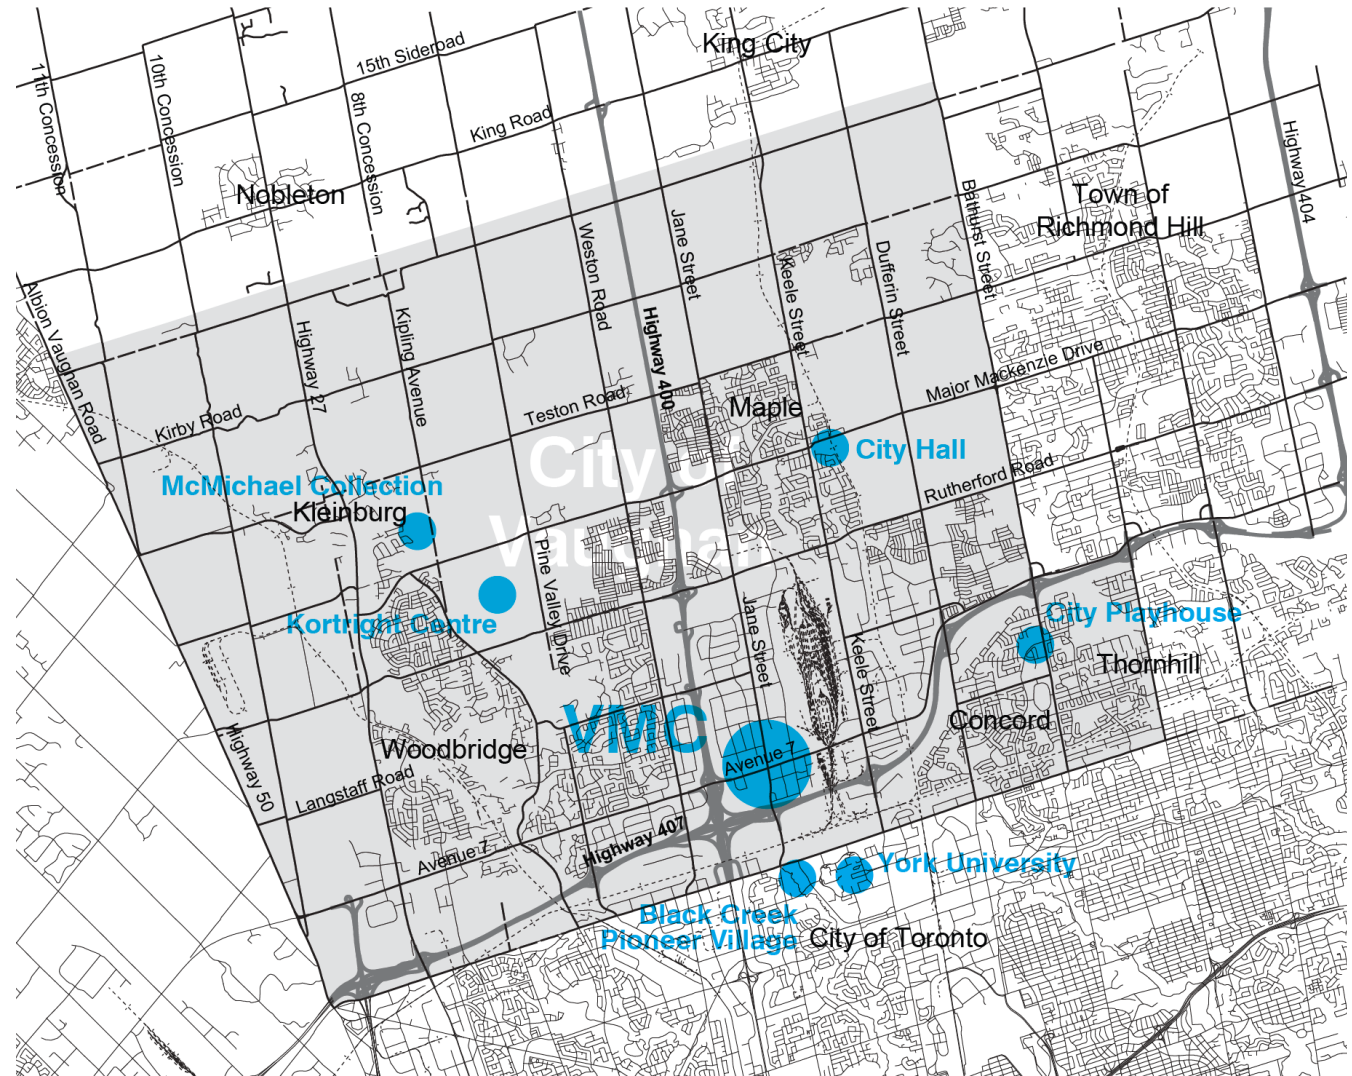 King City
15th Sideroad
11th Concession
10th Concession
8th Concession
King Road
Highway 404
Nobleton
Town of
Richmond Hill
Bathurst Street
Jane Street
Weston Road
Dufferin Street
Keele Street
Albion Vaughan Road
Highway 27
Kipling Avenue
Highway 400
Major Mackenzie Drive
Teston Road
Kirby Road
Maple
City of
Vaughan
City Hall
Rutherford Road
McMichael Collection
Kleinburg
Pine Valley Drive
Kortright Centre
Jane Street
Keele Street
City Playhouse
Thornhill
VMC
Concord
Highway 50
Woodbridge
Avenue 7
Langstaff Road
Highway 407
Avenue 7
York University
Black Creek
Pioneer Village
City of Toronto